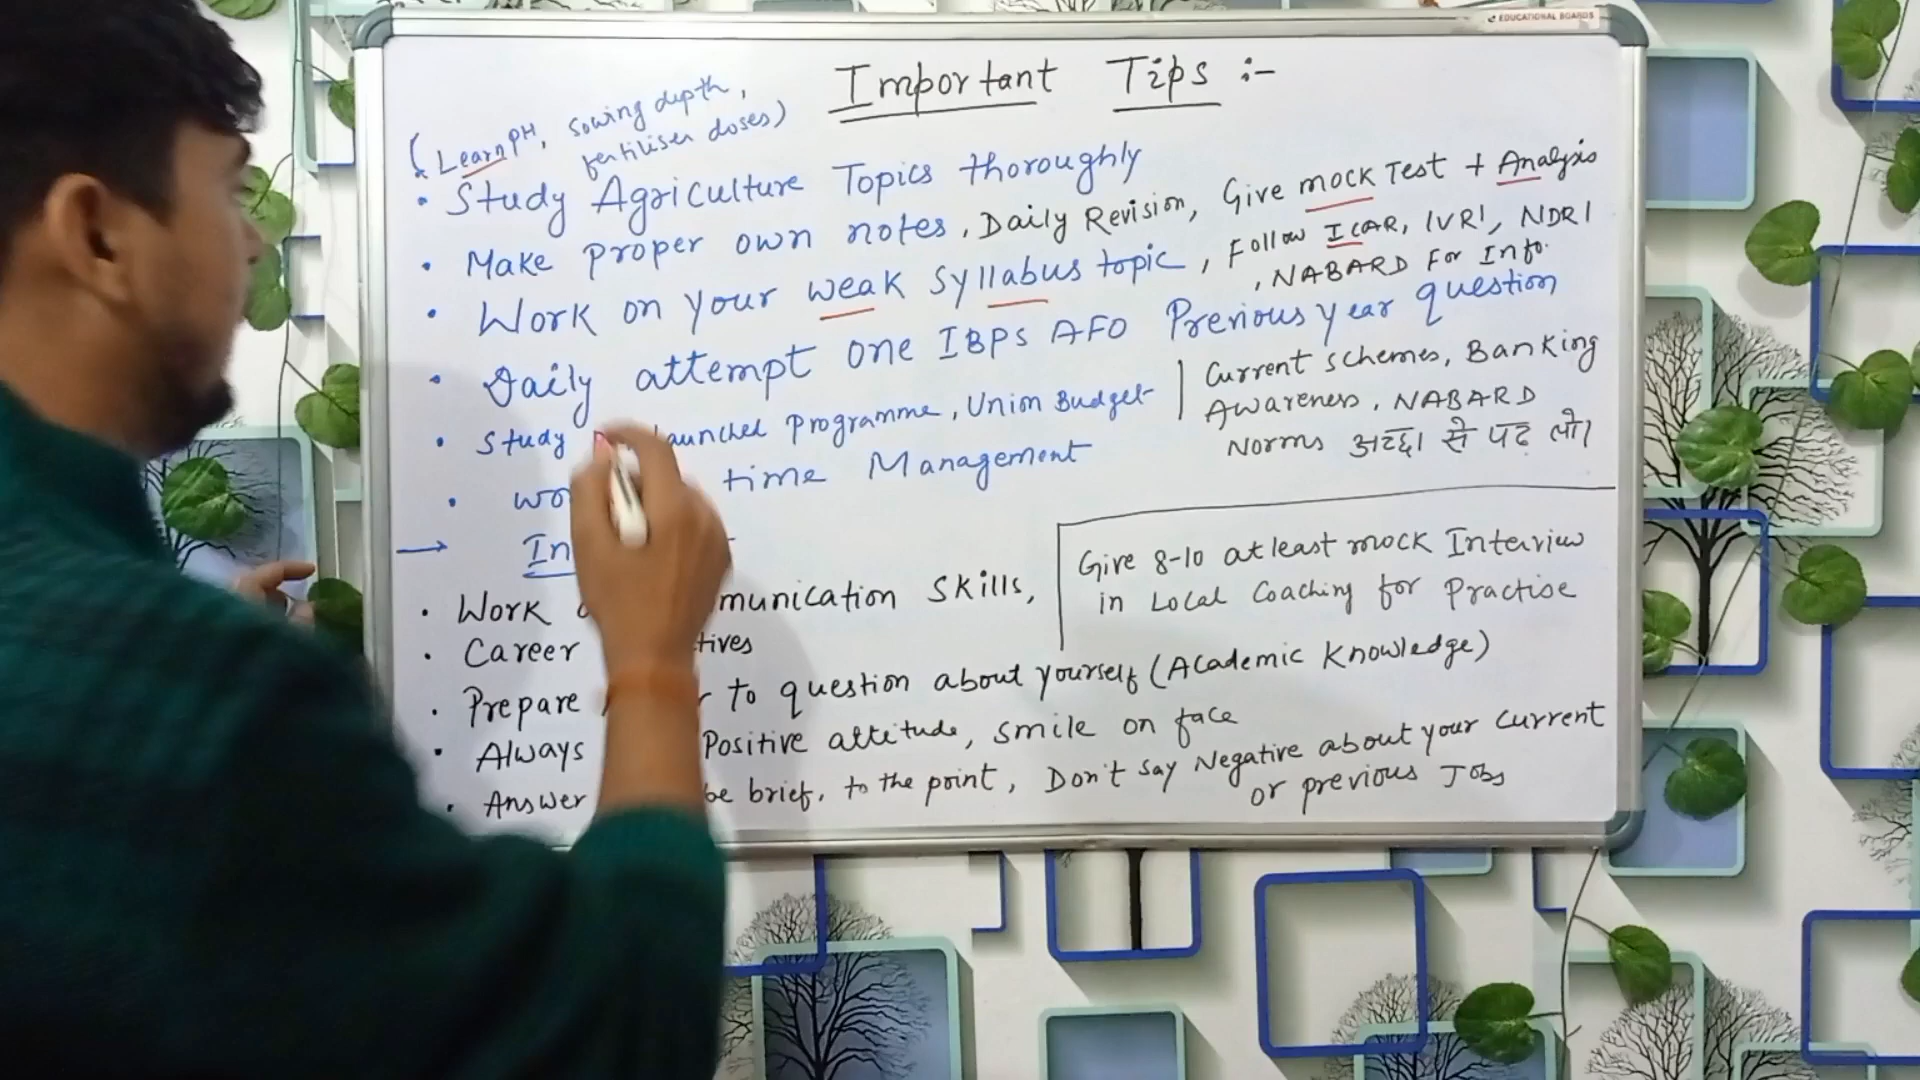 EDUCATIONAL BOARDS
Important Tips :-
(Learn PH, sowing depth,
fertiliser doses)
• Study Agriculture Topics thoroughly
• Make proper own notes, Daily Revision, Give mock Test + Analysis
• Work on your weak syllabus topic, Follow ICAR, IVRI, NDRI
, NABARD For Info.
• Daily attempt one IBPS AFO Previous year question
• Study launched programme, Union Budget
Current schemes, Banking
Awareness, NABARD
Norms से पढ़ लो।
• time Management
→
Give 8-10 atleast mock Interview
in Local Coaching for Practise
• Work munication Skills,
• Career tives
• Prepare to question about yourself (Academic Knowledge)
• Always Positive attitude, smile on face
• Answer be brief, to the point, Don't say Negative about your current
or previous Jobs